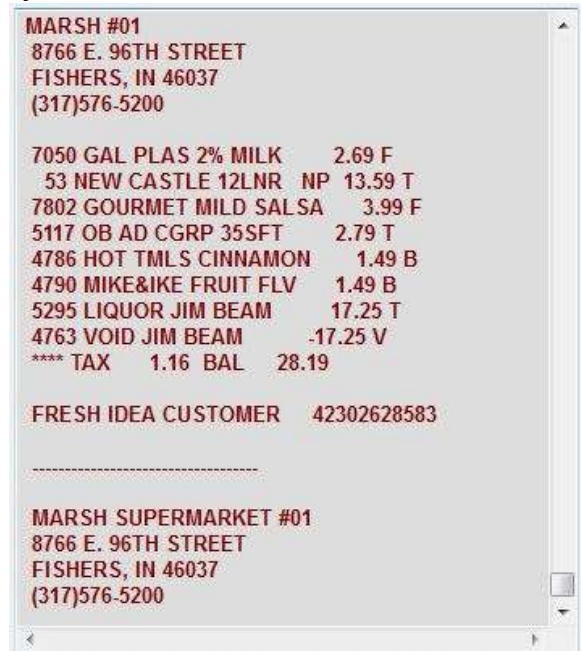 MARSH #01
8766 E. 96TH STREET
FISHERS, IN 46037
(317)576-5200
7050 GAL PLAS 2% MILK 2.69 F
53 NEW CASTLE 12LNR NP 13.59 T
7802 GOURMET MILD SALSA 3.99 F
5117 OB AD CGRP 35SFT 2.79 T
4786 HOT TMLS CINNAMON 1.49 B
4790 MIKE&IKE FRUIT FLV 1.49 B
5295 LIQUOR JIM BEAM 17.25 T
4763 VOID JIM BEAM -17.25 V
**** TAX 1.16 BAL 28.19
FRESH IDEA CUSTOMER 42302628583
----------------------------------
MARSH SUPERMARKET #01
8766 E. 96TH STREET
FISHERS, IN 46037
(317)576-5200